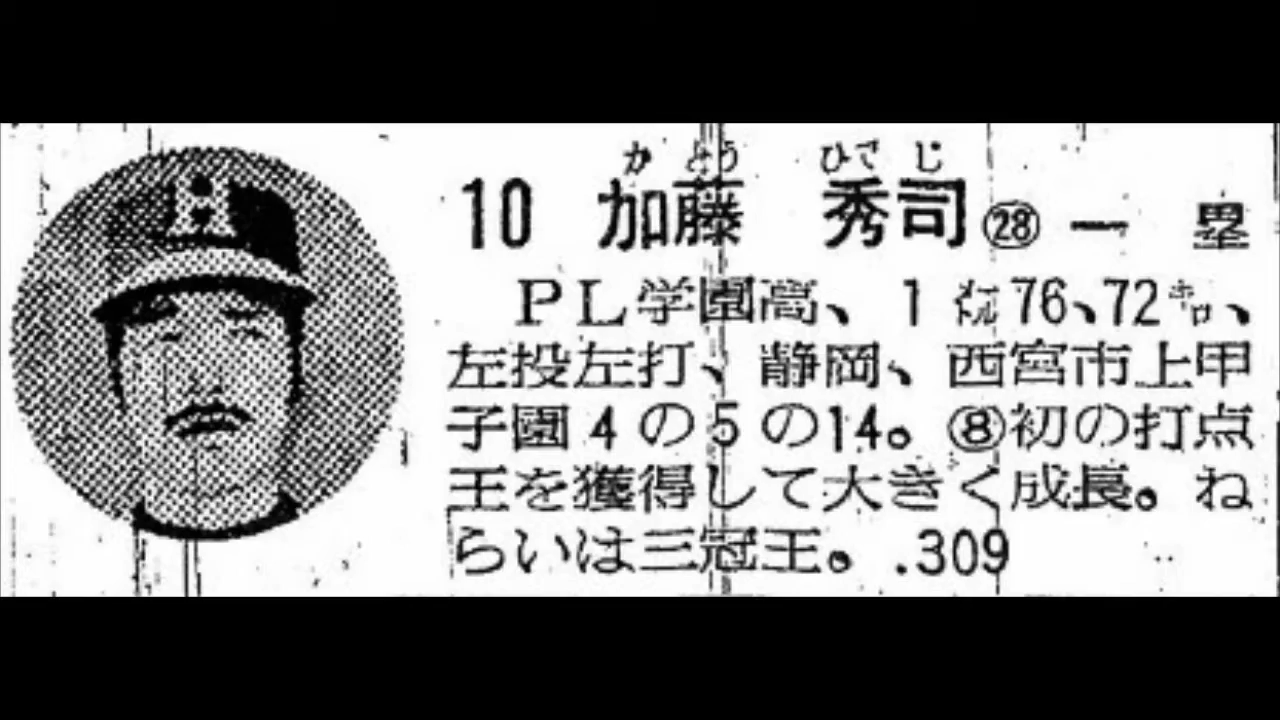 かとう ひでじ
10 加藤 秀司㉘一 塁
PL学園高、1㍍76、72㌔、
左投左打、静岡、西宮市上甲
子園4の5の14。⑧初の打点
王を獲得して大きく成長。ね
らいは三冠王。.309
H